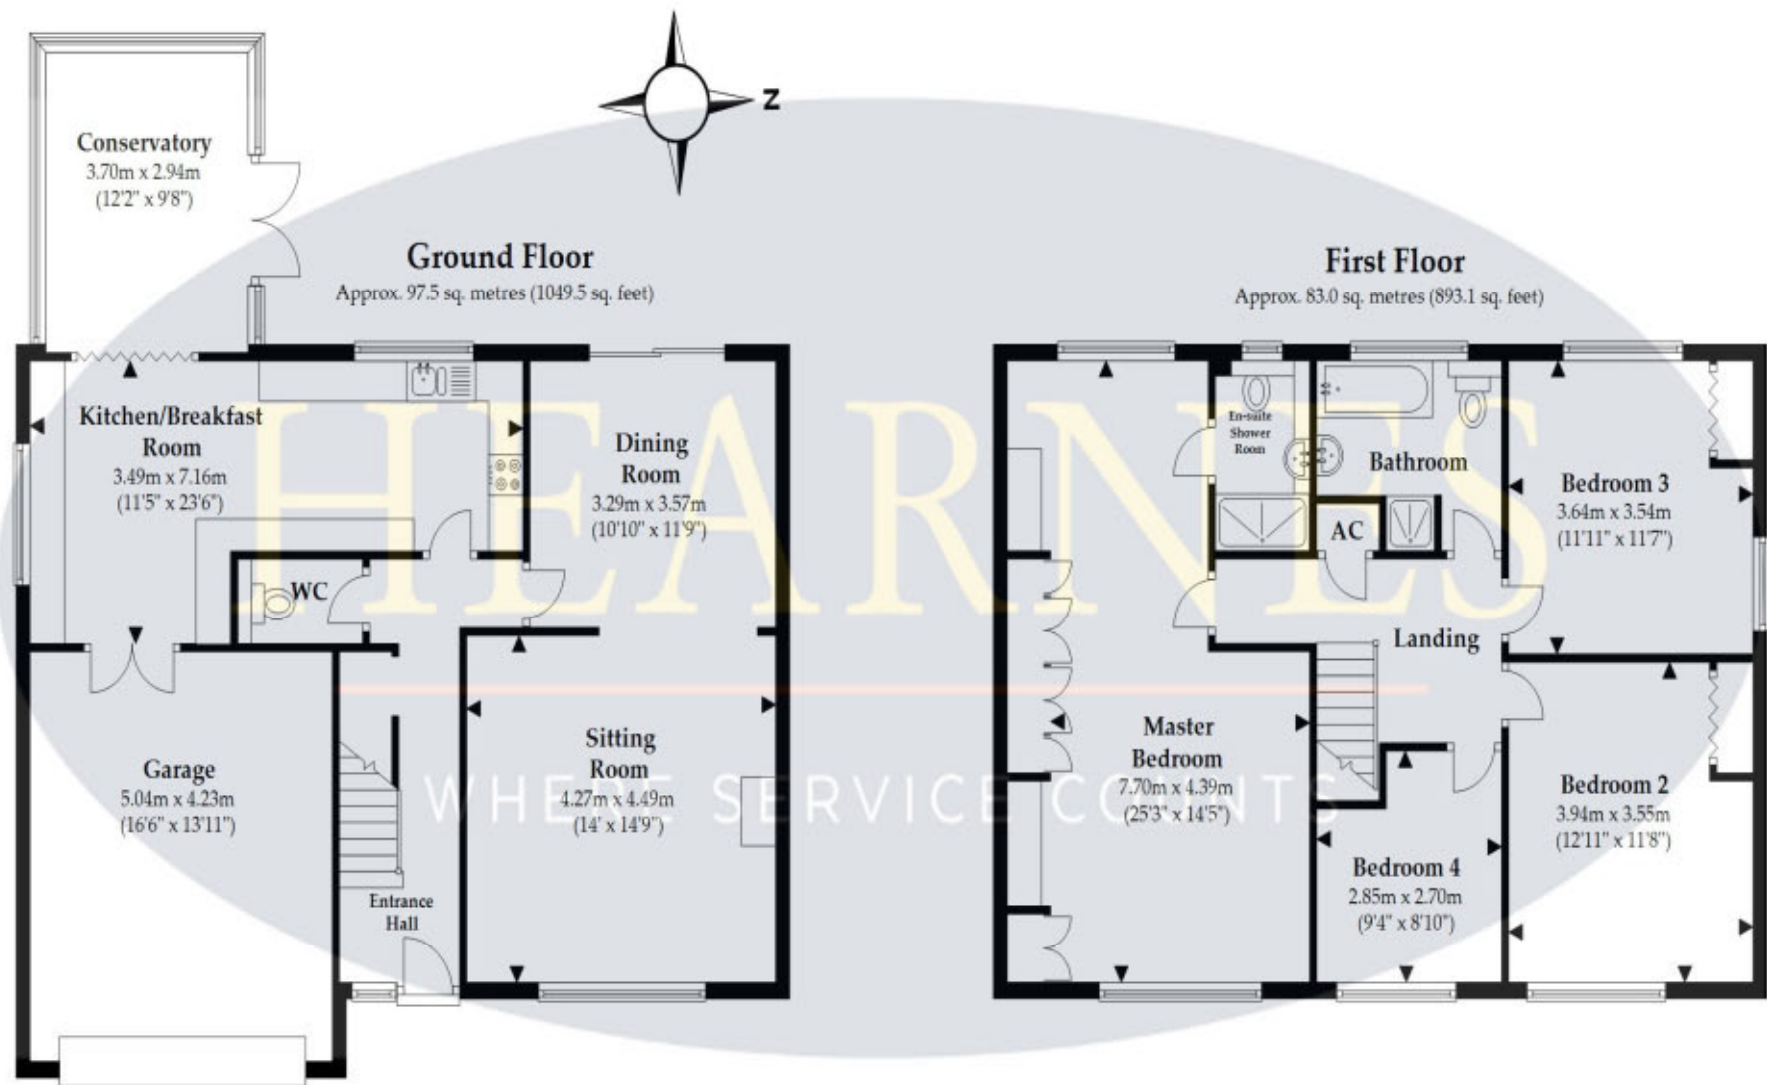 N
Conservatory
3.70m x 2.94m
(12'2" x 9'8")
Ground Floor
Approx. 97.5 sq. metres (1049.5 sq. feet)
Kitchen/Breakfast
Room
3.49m x 7.16m
(11'5" x 23'6")
Dining
Room
3.29m x 3.57m
(10'10" x 11'9")
WC
Garage
5.04m x 4.23m
(16'6" x 13'11")
Sitting
Room
4.27m x 4.49m
(14' x 14'9")
Entrance
Hall
First Floor
Approx. 83.0 sq. metres (893.1 sq. feet)
En-suite
Shower
Room
Bathroom
AC
Bedroom 3
3.64m x 3.54m
(11'11" x 11'7")
Landing
Master
Bedroom
7.70m x 4.39m
(25'3" x 14'5")
Bedroom 2
3.94m x 3.55m
(12'11" x 11'8")
Bedroom 4
2.85m x 2.70m
(9'4" x 8'10")
HEARNES
WHERE SERVICE COUNTS